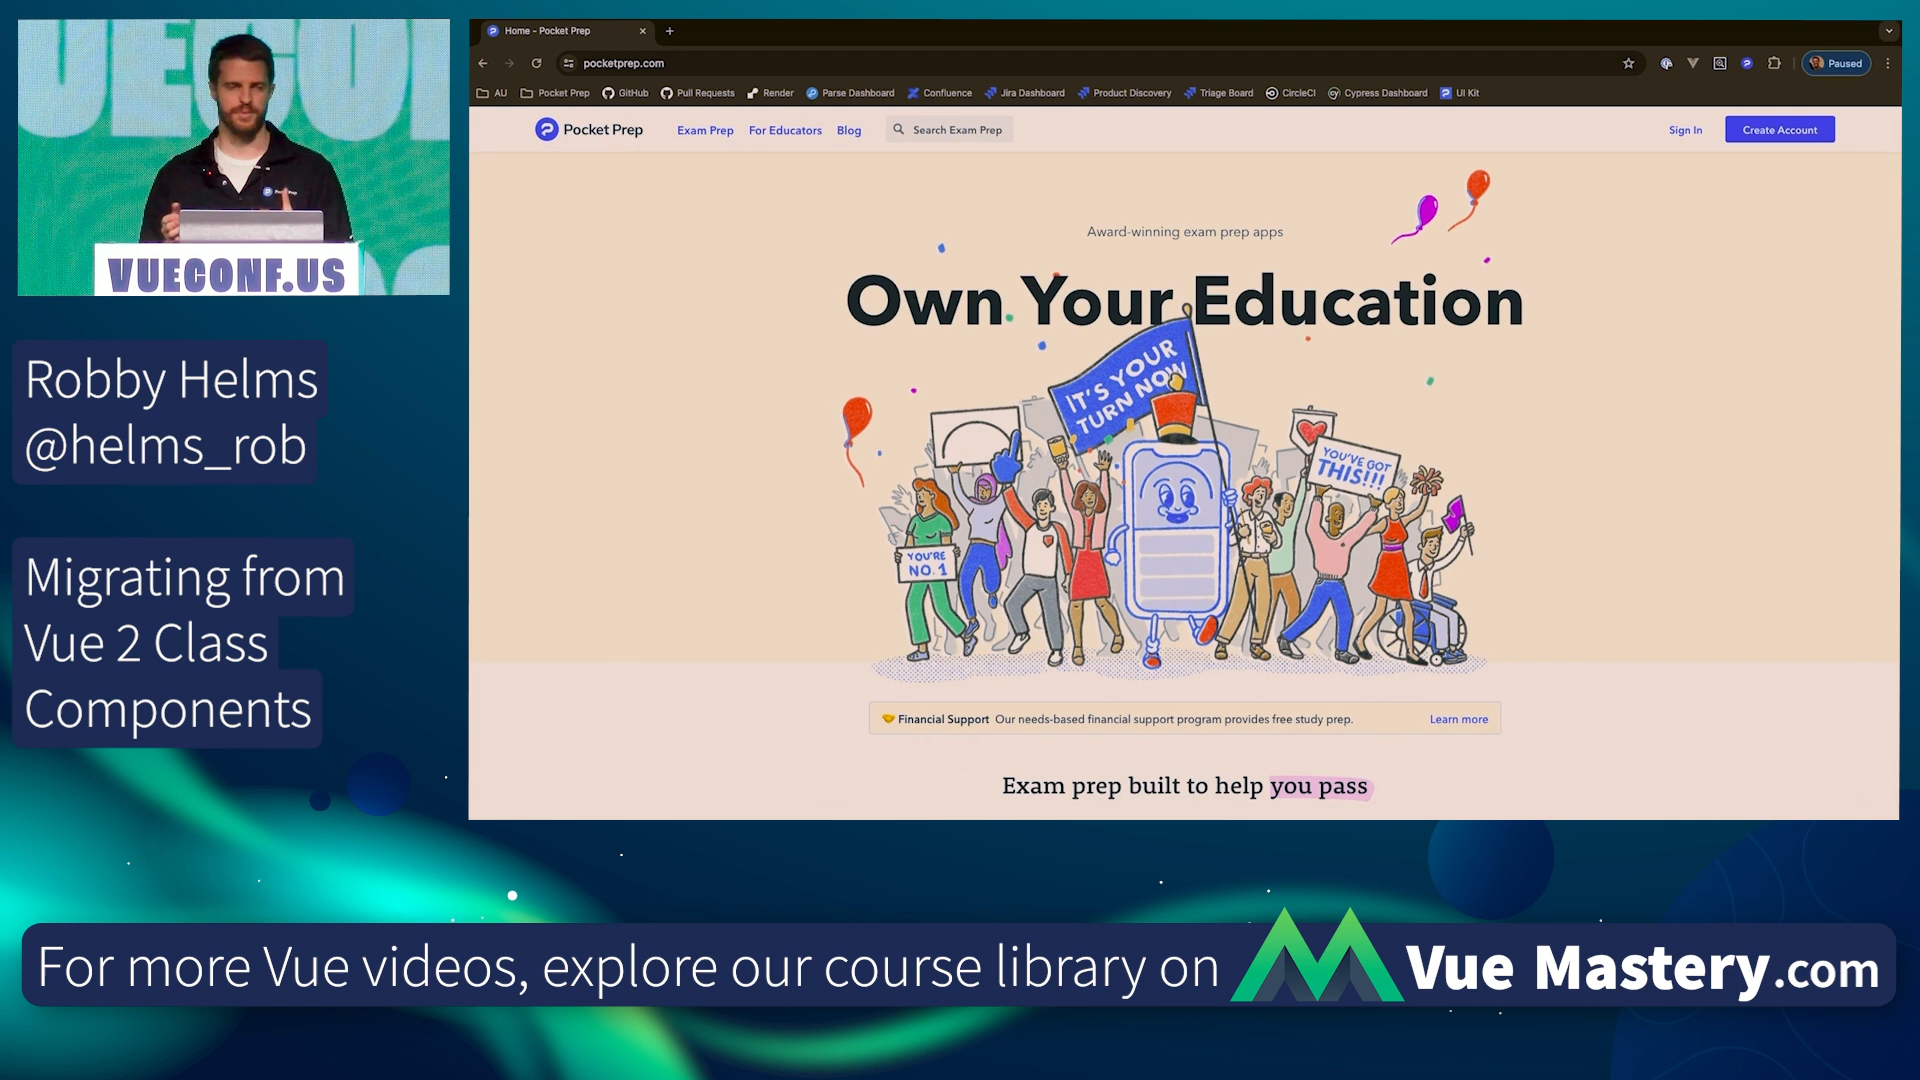 UECON
Pocket Prep
VUECONF.US
Robby Helms
@helms_rob
Migrating from
Vue 2 Class
Components
Home - Pocket Prep
pocketprep.com
Paused
AU
Pocket Prep
GitHub
Pull Requests
Render
Parse Dashboard
Confluence
Jira Dashboard
Product Discovery
Triage Board
CircleCI
Cypress Dashboard
UI Kit
Pocket Prep
Exam Prep
For Educators
Blog
Search Exam Prep
Sign In
Create Account
Award-winning exam prep apps
Own Your Education
IT'S YOUR
TURN NOW
YOU'VE GOT
THIS!!!
YOU'RE
NO. 1
Financial Support Our needs-based financial support program provides free study prep.
Learn more
Exam prep built to help you pass
For more Vue videos, explore our course library on Vue Mastery.com